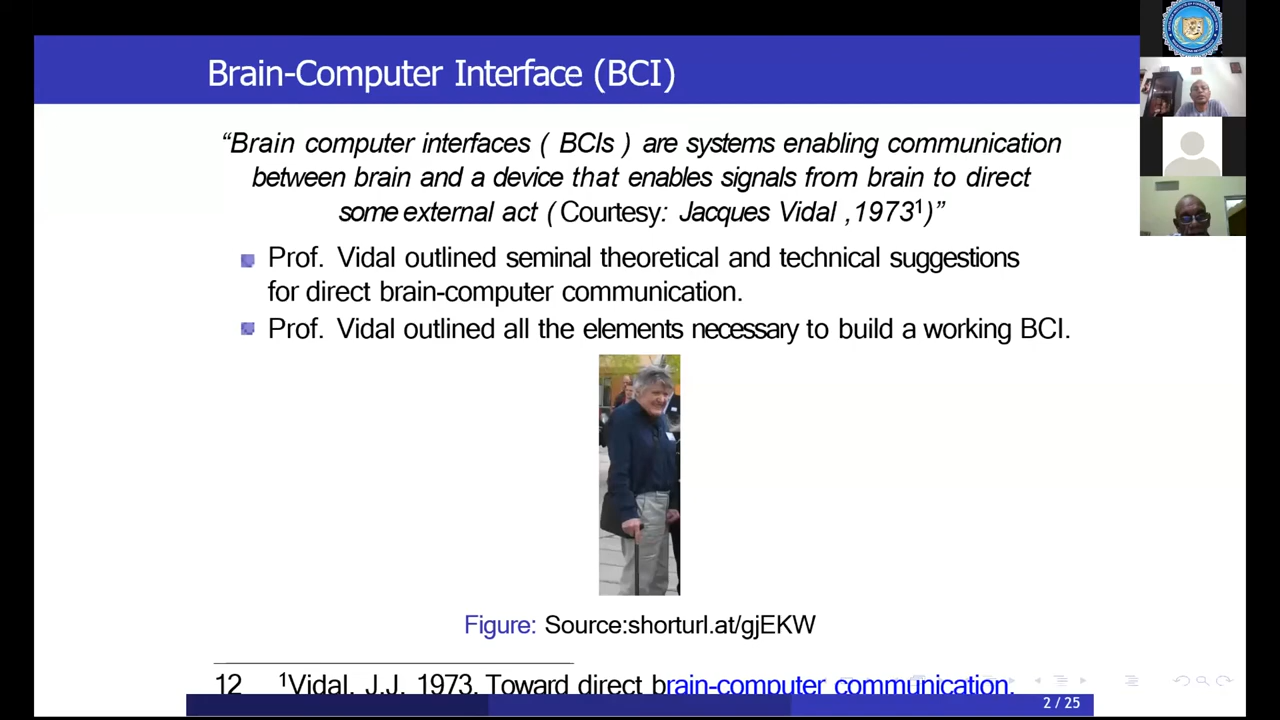 Brain-Computer Interface (BCI)
“Brain computer interfaces ( BCIs ) are systems enabling communication
between brain and a device that enables signals from brain to direct
some external act ( Courtesy: Jacques Vidal ,1973¹)”
Prof. Vidal outlined seminal theoretical and technical suggestions
for direct brain-computer communication.
Prof. Vidal outlined all the elements necessary to build a working BCI.
Figure: Source:shorturl.at/gjEKW
12 ¹Vidal, J.J. 1973. Toward direct brain-computer communication.
2 / 25